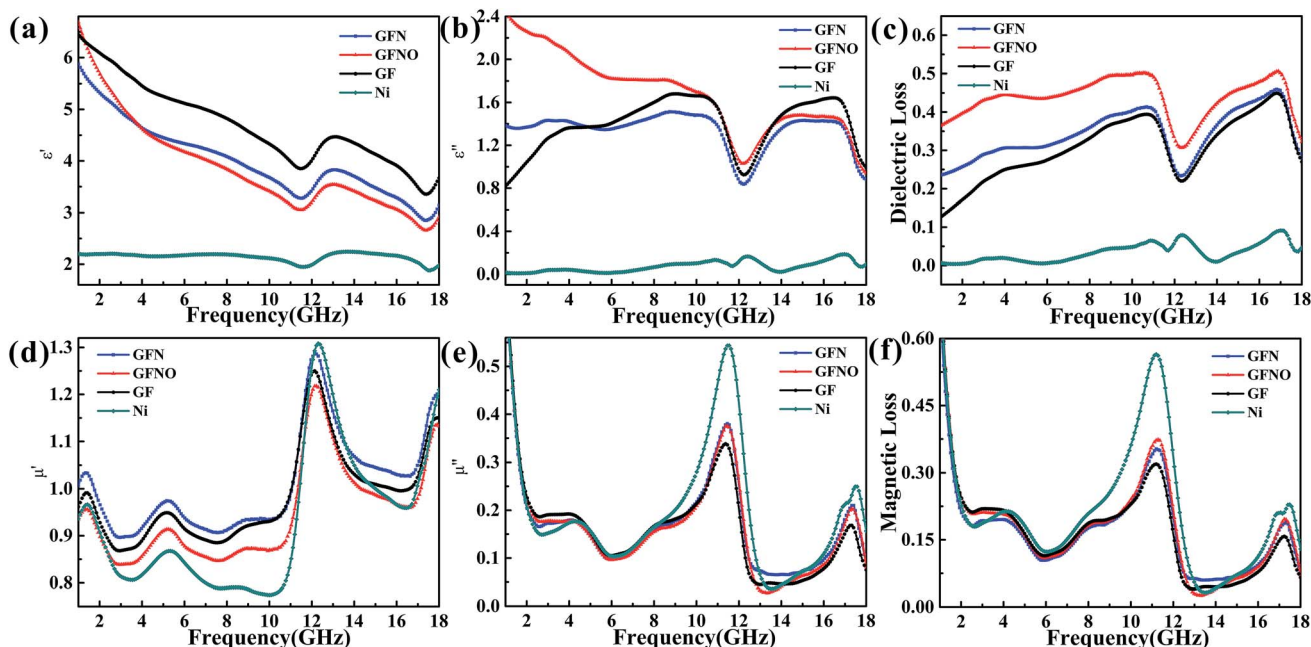 (a)
GFN
GFNO
GF
Ni
ε'
6
5
4
3
2
2 4 6 8 10 12 14 16 18
Frequency(GHz)
(b)
GFN
GFNO
GF
Ni
ε"
2.4
2.0
1.6
1.2
0.8
0.4
0.0
2 4 6 8 10 12 14 16 18
Frequency(GHz)
(c)
GFN
GFNO
GF
Ni
Dielectric Loss
0.6
0.5
0.4
0.3
0.2
0.1
0.0
2 4 6 8 10 12 14 16 18
Frequency(GHz)
(d)
GFN
GFNO
GF
Ni
μ'
1.3
1.2
1.1
1.0
0.9
0.8
2 4 6 8 10 12 14 16 18
Frequency(GHz)
(e)
GFN
GFNO
GF
Ni
μ"
0.5
0.4
0.3
0.2
0.1
0.0
2 4 6 8 10 12 14 16 18
Frequency(GHz)
(f)
GFN
GFNO
GF
Ni
Magnetic Loss
0.60
0.45
0.30
0.15
0.00
2 4 6 8 10 12 14 16 18
Frequency(GHz)